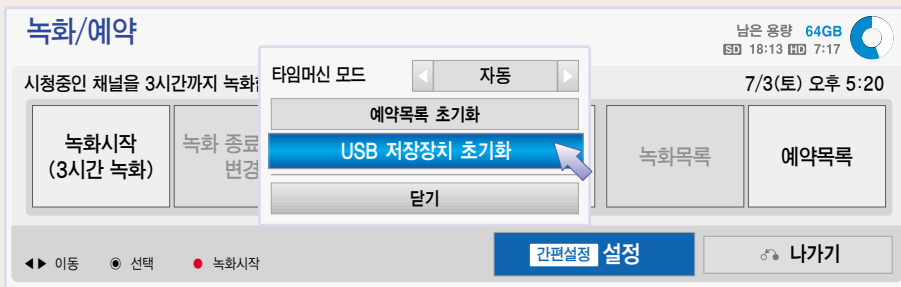 녹화/예약
남은 용량 64GB
SD 18:13 HD 7:17
시청중인 채널을 3시간까지 녹화
7/3(토) 오후 5:20
타임머신 모드 자동
예약목록 초기화
USB 저장장치 초기화
닫기
녹화시작
(3시간 녹화)
녹화 종료
변경
녹화목록
예약목록
이동 선택 녹화시작
간편설정 설정
나가기